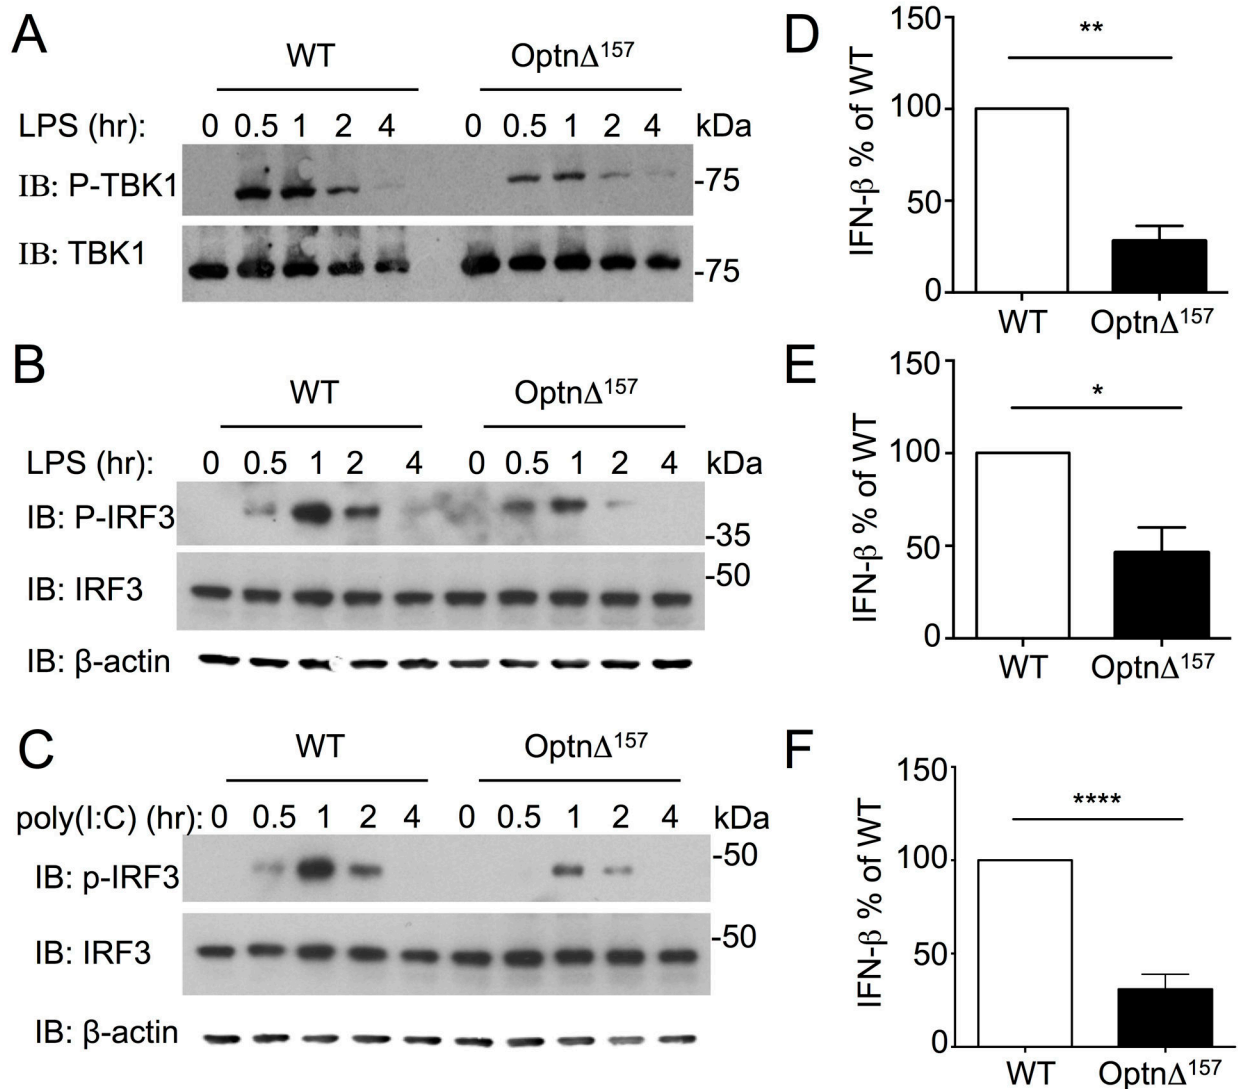 A
WT OptnΔ157
LPS (hr): 0 0.5 1 2 4 0 0.5 1 2 4 kDa
IB: P-TBK1 -75
IB: TBK1 -75
B
WT OptnΔ157
LPS (hr): 0 0.5 1 2 4 0 0.5 1 2 4 kDa
IB: P-IRF3 -35
IB: IRF3 -50
IB: β-actin
C
WT OptnΔ157
poly(I:C) (hr): 0 0.5 1 2 4 0 0.5 1 2 4 kDa
IB: p-IRF3 -50
IB: IRF3 -50
IB: β-actin
D
IFN-β % of WT
150
100
50
0
**
WT OptnΔ157
E
IFN-β % of WT
150
100
50
0
*
WT OptnΔ157
F
IFN-β % of WT
150
100
50
0
****
WT OptnΔ157